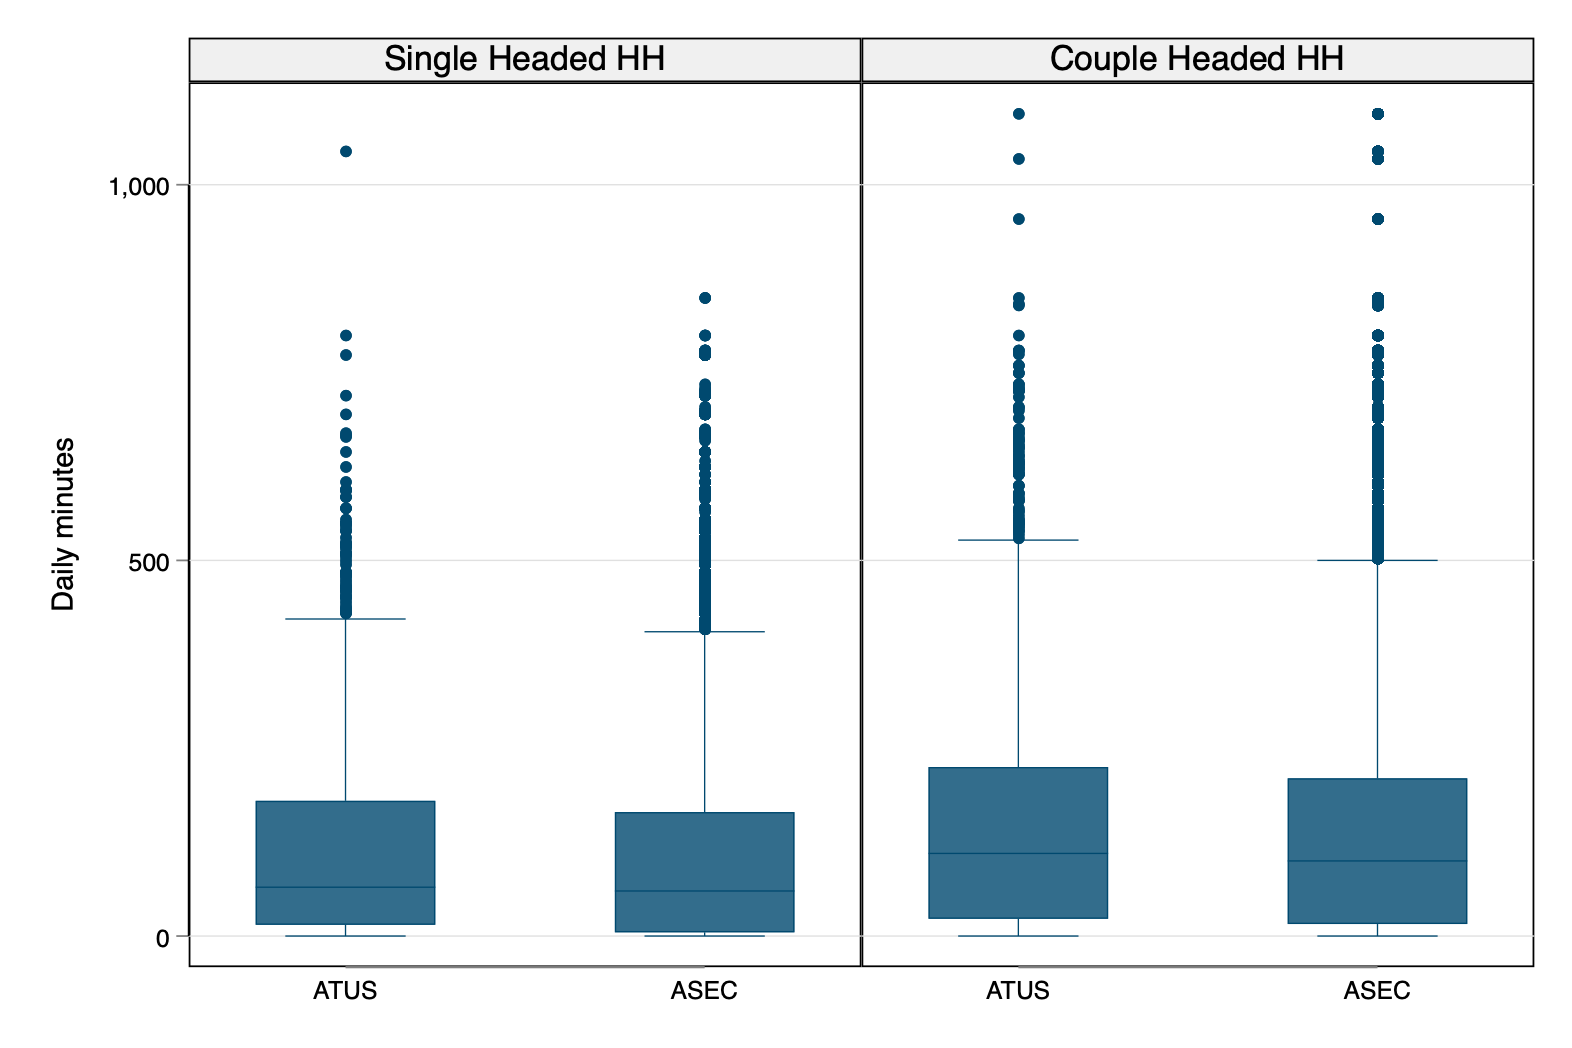 Single Headed HH
Couple Headed HH
Daily minutes
1,000
500
0
ATUS
ASEC
ATUS
ASEC